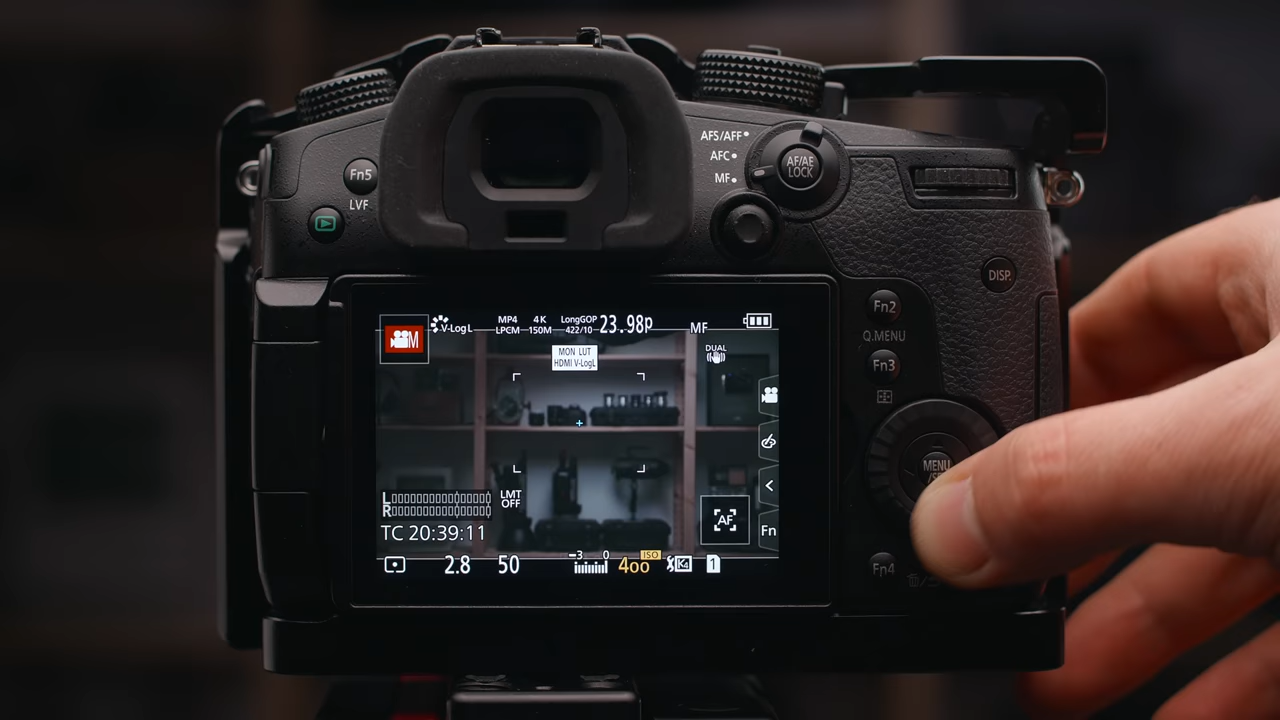 AFS/AFF
AFC
MF
AF/AE
LOCK
Fn5
LVF
DISP.
Fn2
Q.MENU
Fn3
MENU
Fn4
M
V-Log L
MP4
LPCM
4K
150M
LongGOP
422/10
23.98p
MF
MON LUT
HDMI V-LogL
DUAL
L
R
LMT
OFF
TC 20:39:11
AF
Fn
2.8
50
-3 0
ISO
400
1